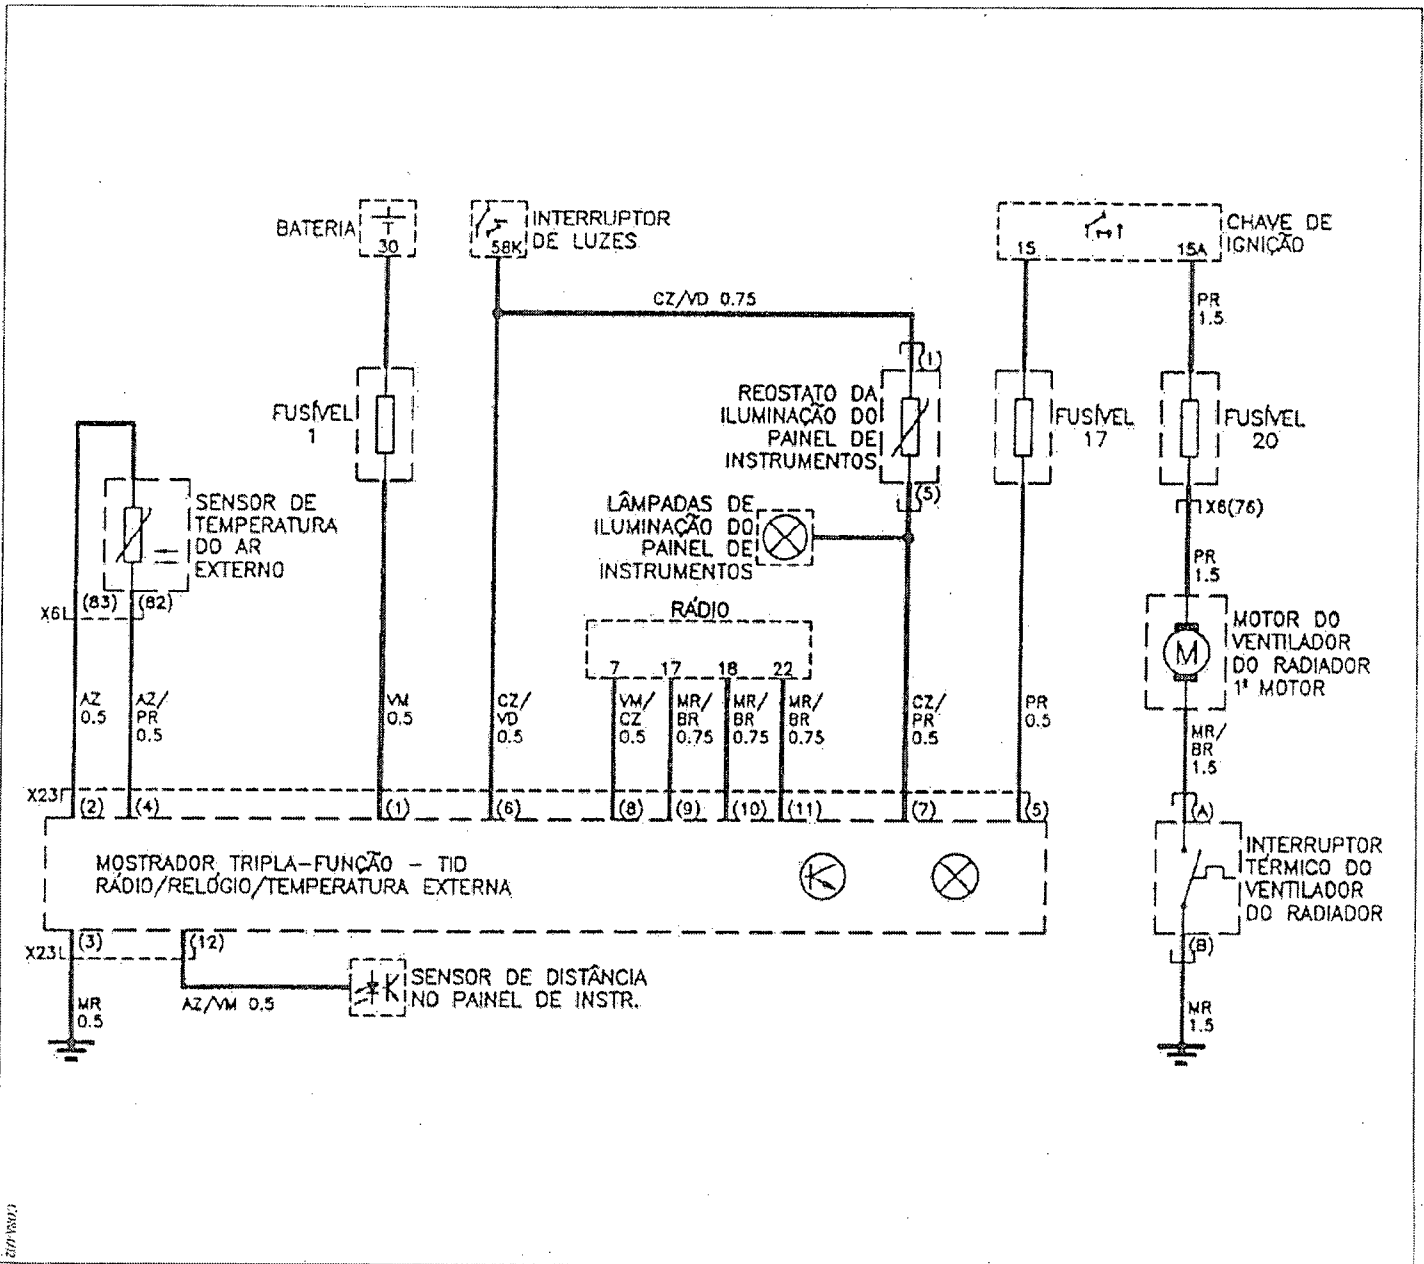 BATERIA
30
58K
INTERRUPTOR
DE LUZES
15
15A
CHAVE DE
IGNIÇÃO
CZ/VD 0.75
PR
1.5
(1)
FUSÍVEL
1
REOSTATO DA
ILUMINAÇÃO DO
PAINEL DE
INSTRUMENTOS
FUSÍVEL
17
FUSÍVEL
20
(5)
X6(76)
SENSOR DE
TEMPERATURA
DO AR
EXTERNO
LÂMPADAS DE
ILUMINAÇÃO DO
PAINEL DE
INSTRUMENTOS
PR
1.5
X6
(83)
(82)
RÁDIO
7
17
18
22
M
MOTOR DO
VENTILADOR
DO RADIADOR
1º MOTOR
AZ
0.5
AZ/
PR
0.5
VM
0.5
CZ/
VD
0.5
VM/
CZ
0.5
MR/
BR
0.75
MR/
BR
0.75
MR/
BR
0.75
CZ/
PR
0.5
PR
0.5
MR/
BR
1.5
X23
(2)
(4)
(1)
(6)
(8)
(9)
(10)
(11)
(7)
(5)
(A)
MOSTRADOR TRIPLA-FUNÇÃO - TID
RÁDIO/RELÓGIO/TEMPERATURA EXTERNA
INTERRUPTOR
TÉRMICO DO
VENTILADOR
DO RADIADOR
X23
(3)
(12)
(B)
SENSOR DE DISTÂNCIA
NO PAINEL DE INSTR.
MR
0.5
AZ/VM 0.5
MR
1.5